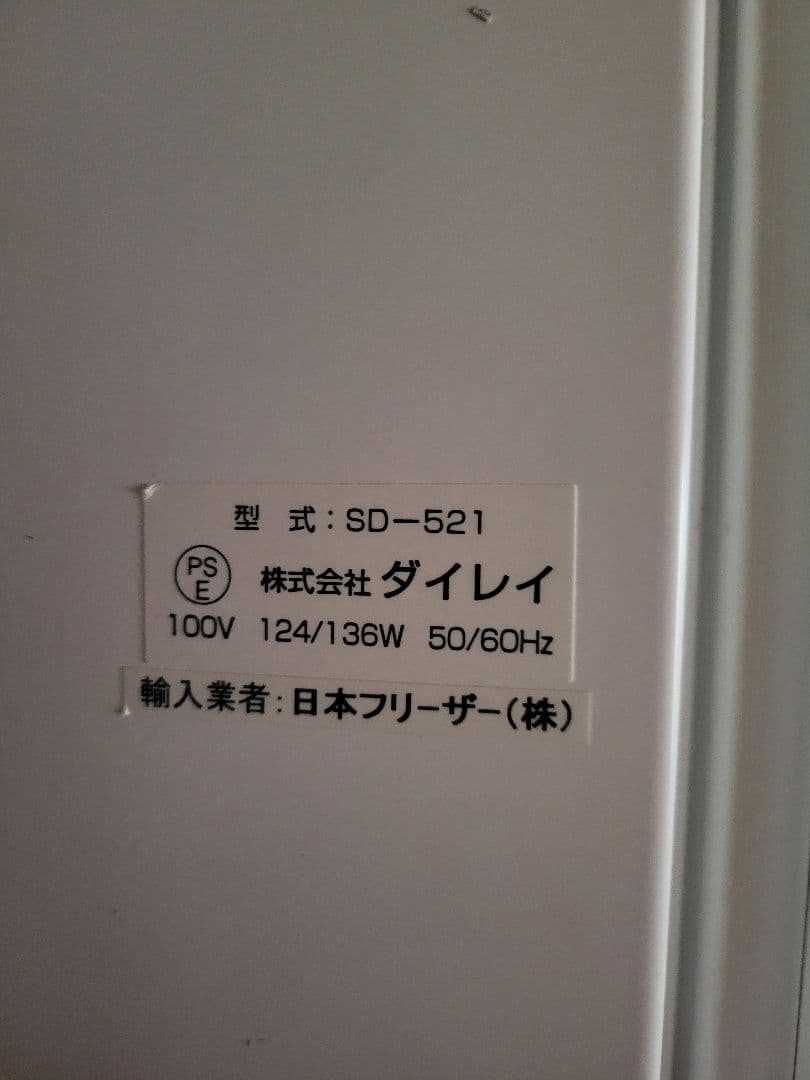 型 式：SD－521
PS
E
株式会社 ダイレイ
100V 124/136W 50/60Hz
輸入業者：日本フリーザー（株）